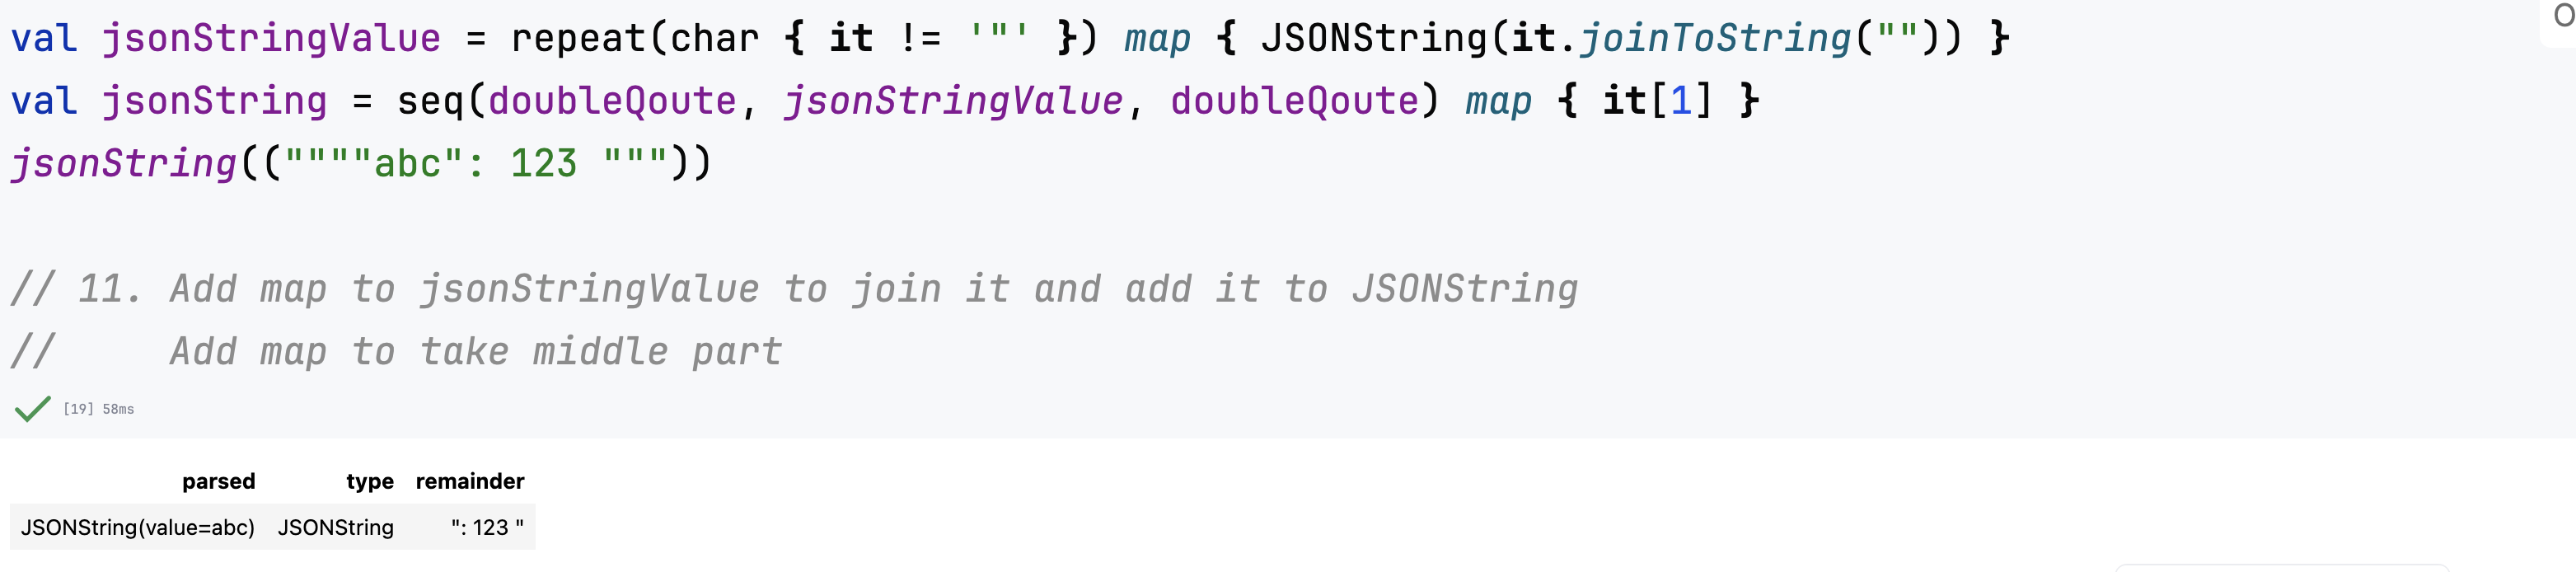 val jsonStringValue = repeat(char { it != '"' }) map { JSONString(it.joinToString("")) }
val jsonString = seq(doubleQoute, jsonStringValue, doubleQoute) map { it[1] }
jsonString((""""abc": 123 """))
// 11. Add map to jsonStringValue to join it and add it to JSONString
//     Add map to take middle part
[19] 58ms
parsed type remainder
JSONString(value=abc) JSONString ": 123 "